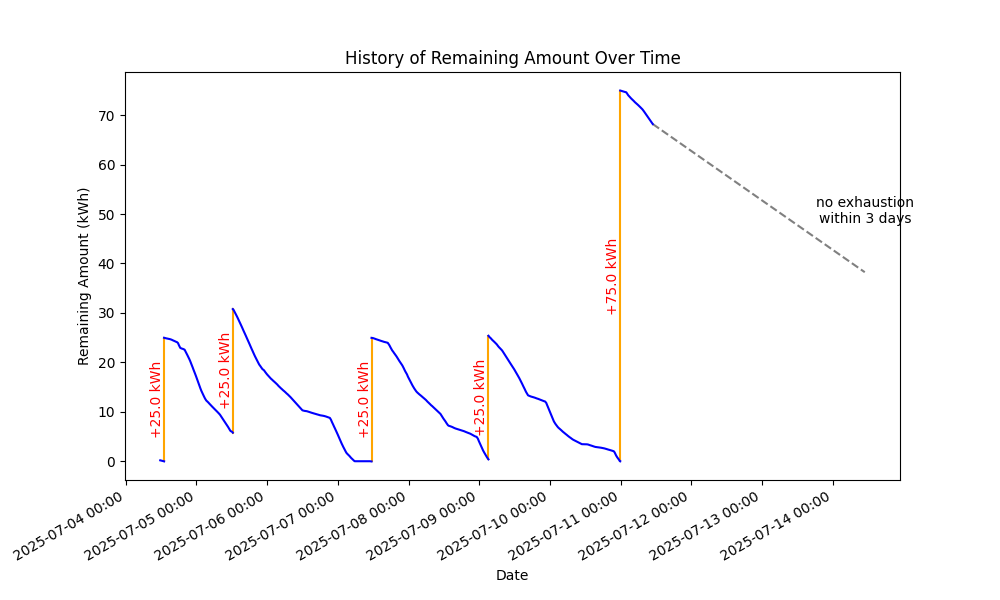 History of Remaining Amount Over Time
Remaining Amount (kWh)
70
60
50
40
30
20
10
0
+25.0 kWh
+25.0 kWh
+25.0 kWh
+25.0 kWh
+75.0 kWh
no exhaustion
within 3 days
2025-07-04 00:00
2025-07-05 00:00
2025-07-06 00:00
2025-07-07 00:00
2025-07-08 00:00
2025-07-09 00:00
2025-07-10 00:00
2025-07-11 00:00
2025-07-12 00:00
2025-07-13 00:00
2025-07-14 00:00
Date